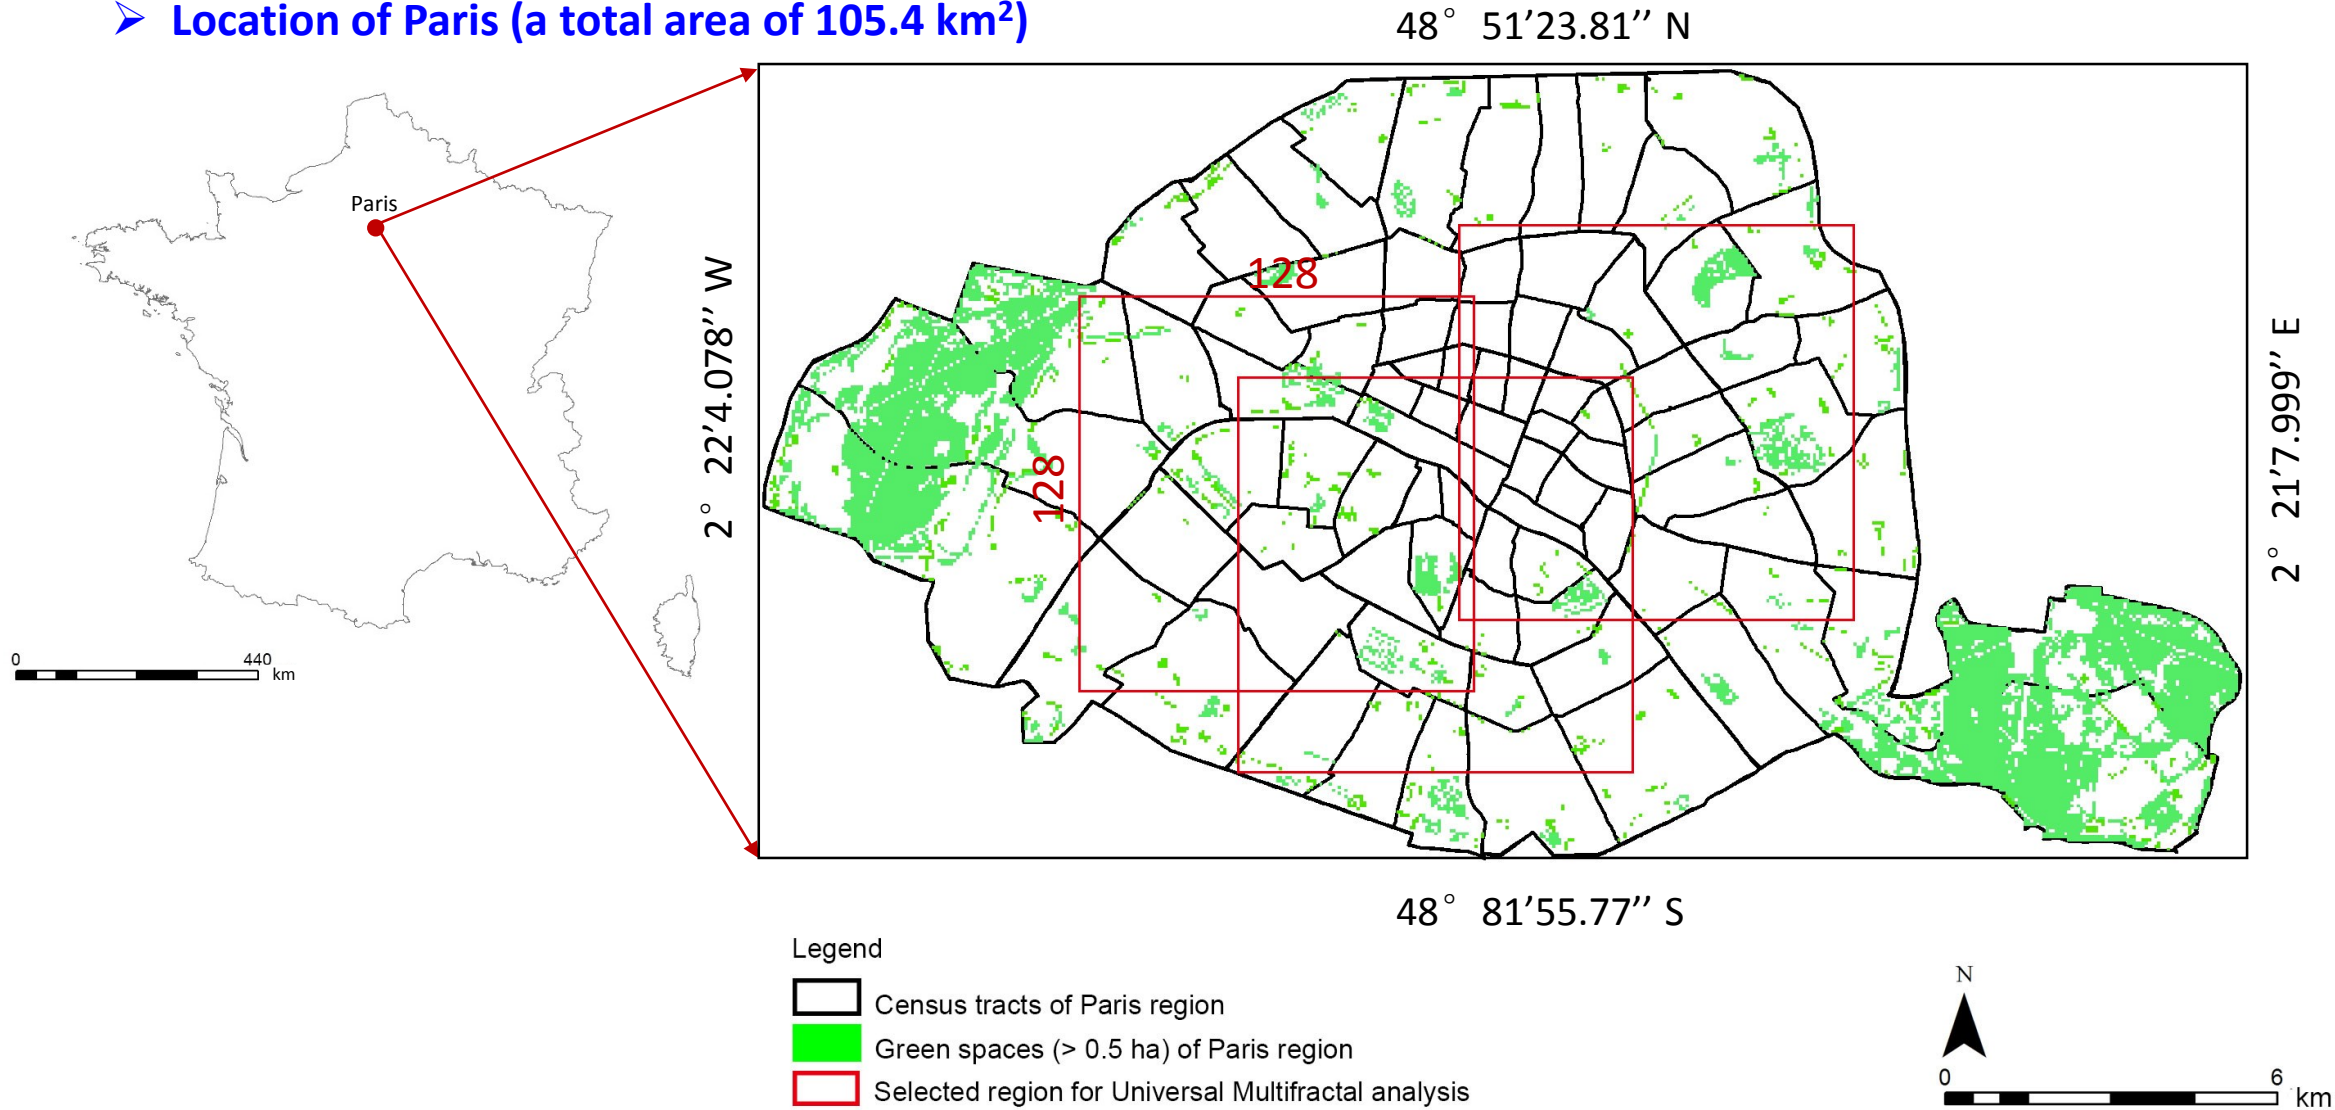 ➢ Location of Paris (a total area of 105.4 km²)
48° 51’23.81’’ N
Paris
128
128
2° 22’4.078’’ W
2° 21’7.999’’ E
0 440 km
48° 81’55.77’’ S
Legend
Census tracts of Paris region
Green spaces (> 0.5 ha) of Paris region
Selected region for Universal Multifractal analysis
N
0 6 km